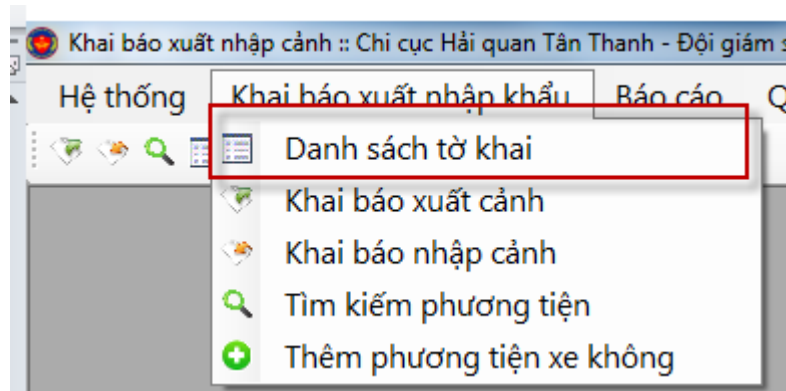 Khai báo xuất nhập cảnh :: Chi cục Hải quan Tân Thanh - Đội giám
Hệ thống Khai báo xuất nhập khẩu Báo cáo
Danh sách tờ khai
Khai báo xuất cảnh
Khai báo nhập cảnh
Tìm kiếm phương tiện
Thêm phương tiện xe không